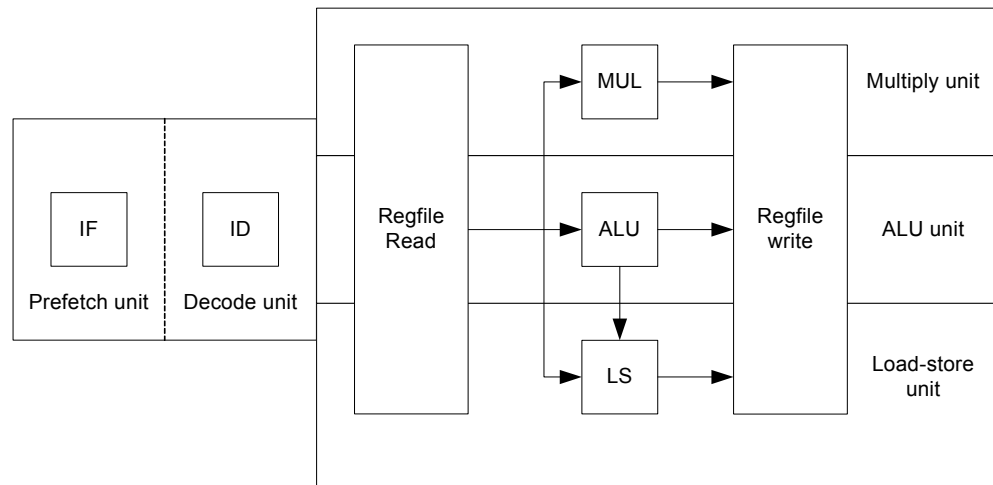 MUL
Multiply unit
IF
ID
Regfile
Read
ALU
Regfile
write
ALU unit
Prefetch unit
Decode unit
LS
Load-store
unit